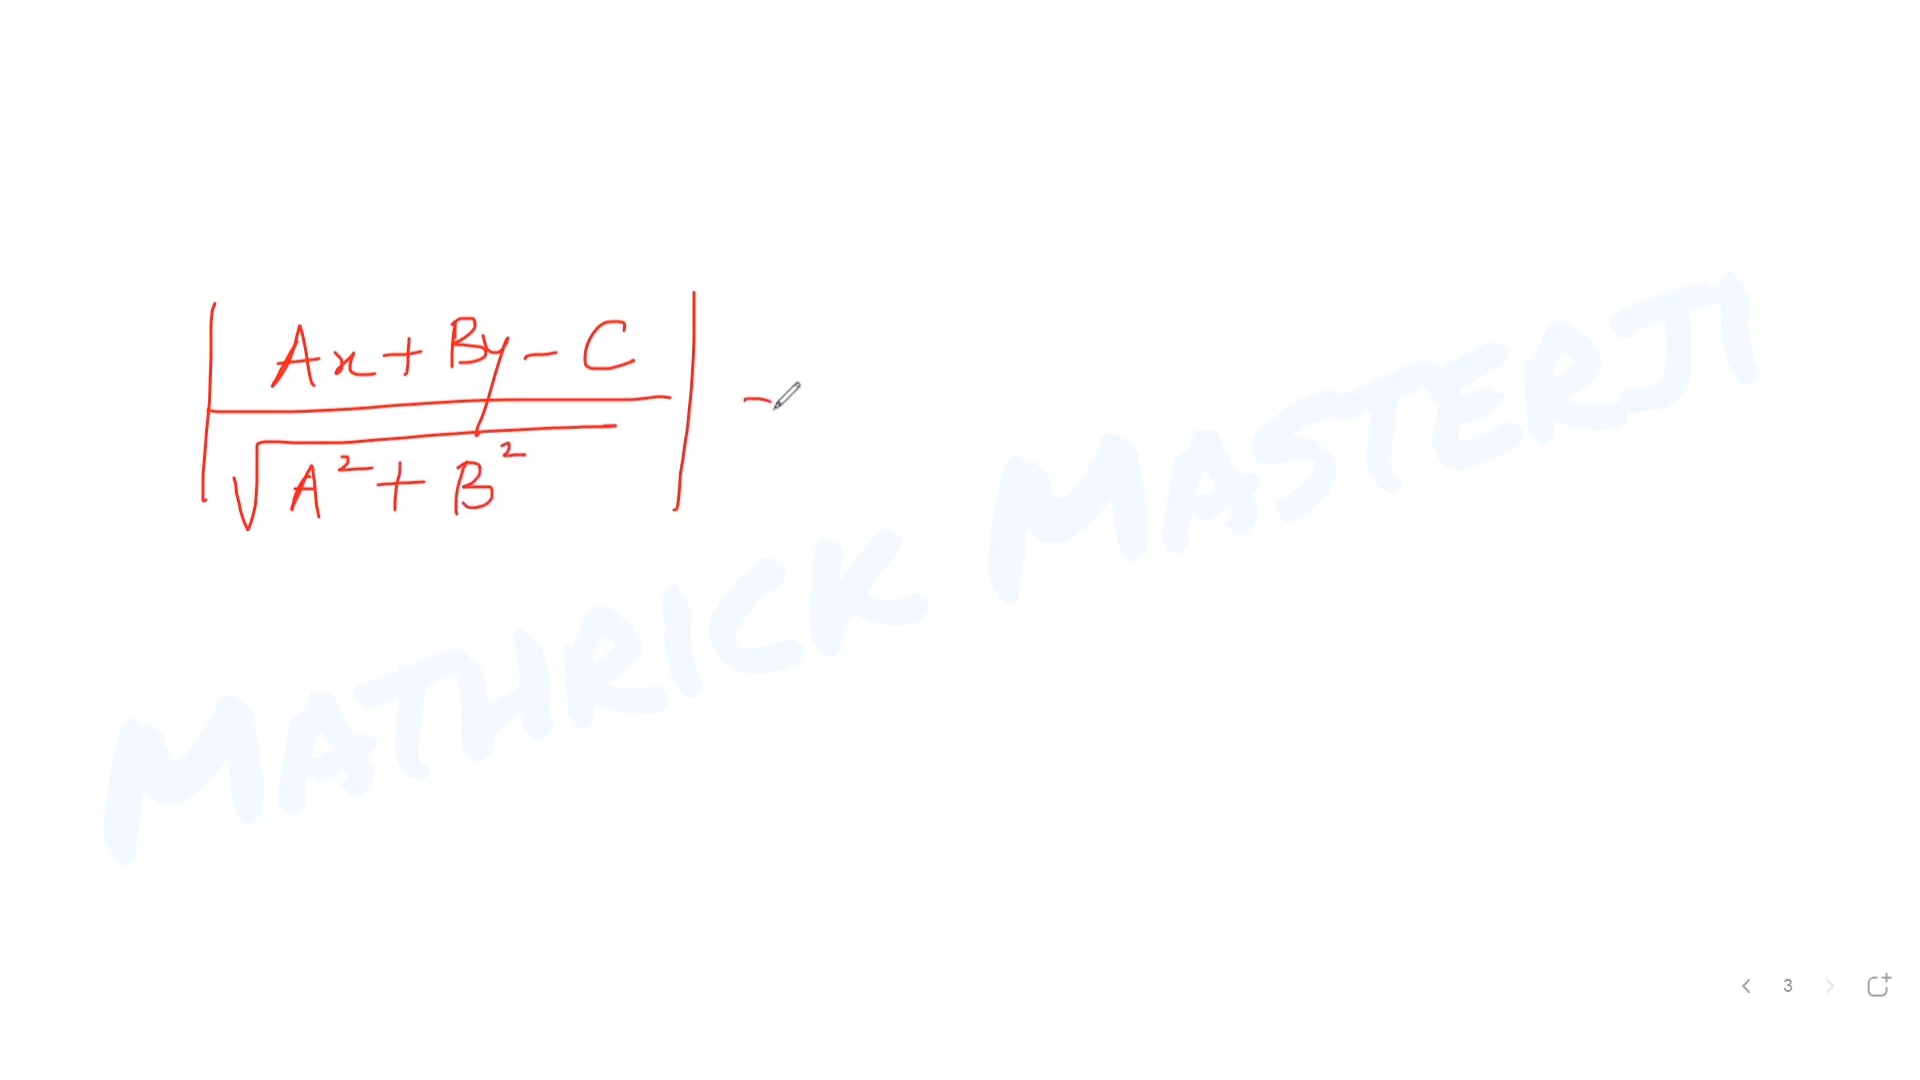 | Ax + By - C |
√A² + B² -
MATHRICK MASTERJI
3